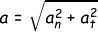 a = √(aₙ² + aₜ²)